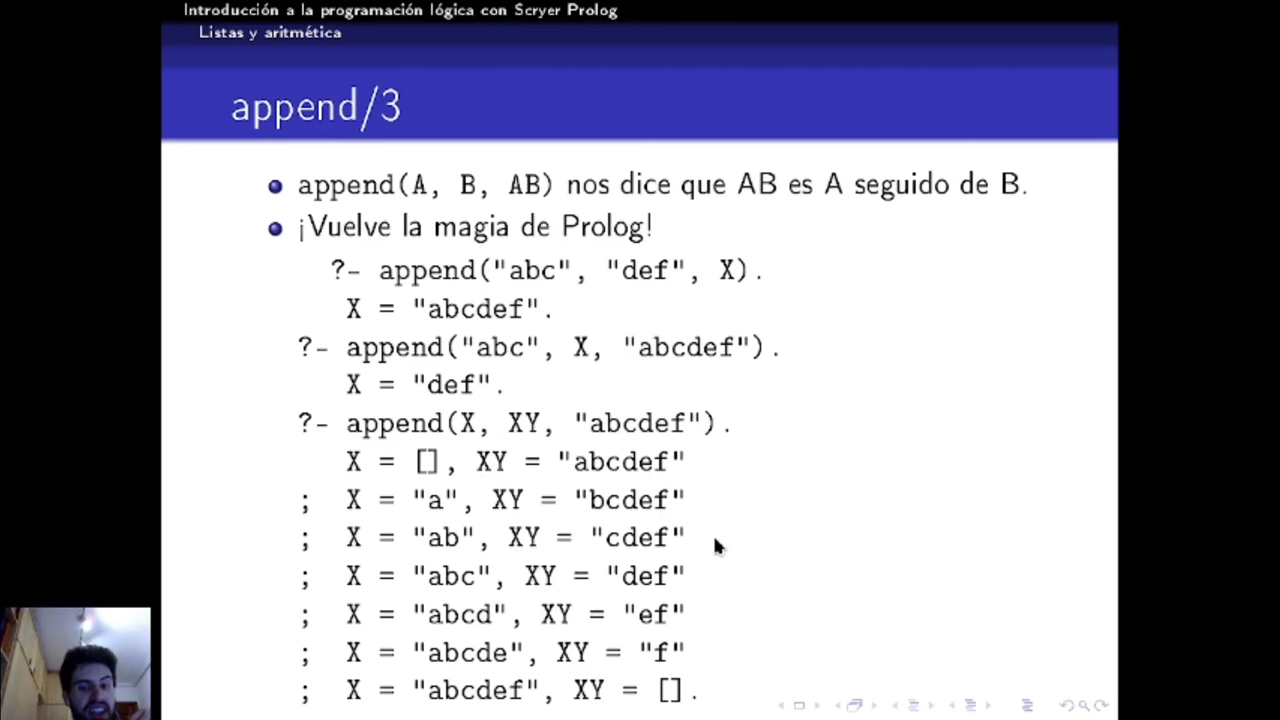 Introducción a la programación lógica con Scryer Prolog
Listas y aritmética
append/3
append(A, B, AB) nos dice que AB es A seguido de B.
¡Vuelve la magia de Prolog!
?- append("abc", "def", X).
X = "abcdef".
?- append("abc", X, "abcdef").
X = "def".
?- append(X, XY, "abcdef").
X = [], XY = "abcdef"
; X = "a", XY = "bcdef"
; X = "ab", XY = "cdef"
; X = "abc", XY = "def"
; X = "abcd", XY = "ef"
; X = "abcde", XY = "f"
; X = "abcdef", XY = [].